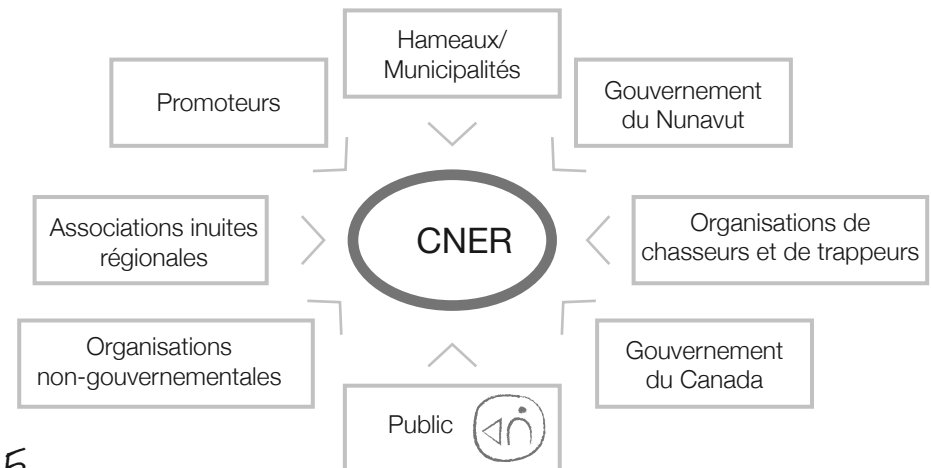 Hameaux/
Municipalités
Promoteurs
Gouvernement
du Nunavut
Associations inuites
régionales
CNER
Organisations de
chasseurs et de trappeurs
Organisations
non-gouvernementales
Gouvernement
du Canada
Public